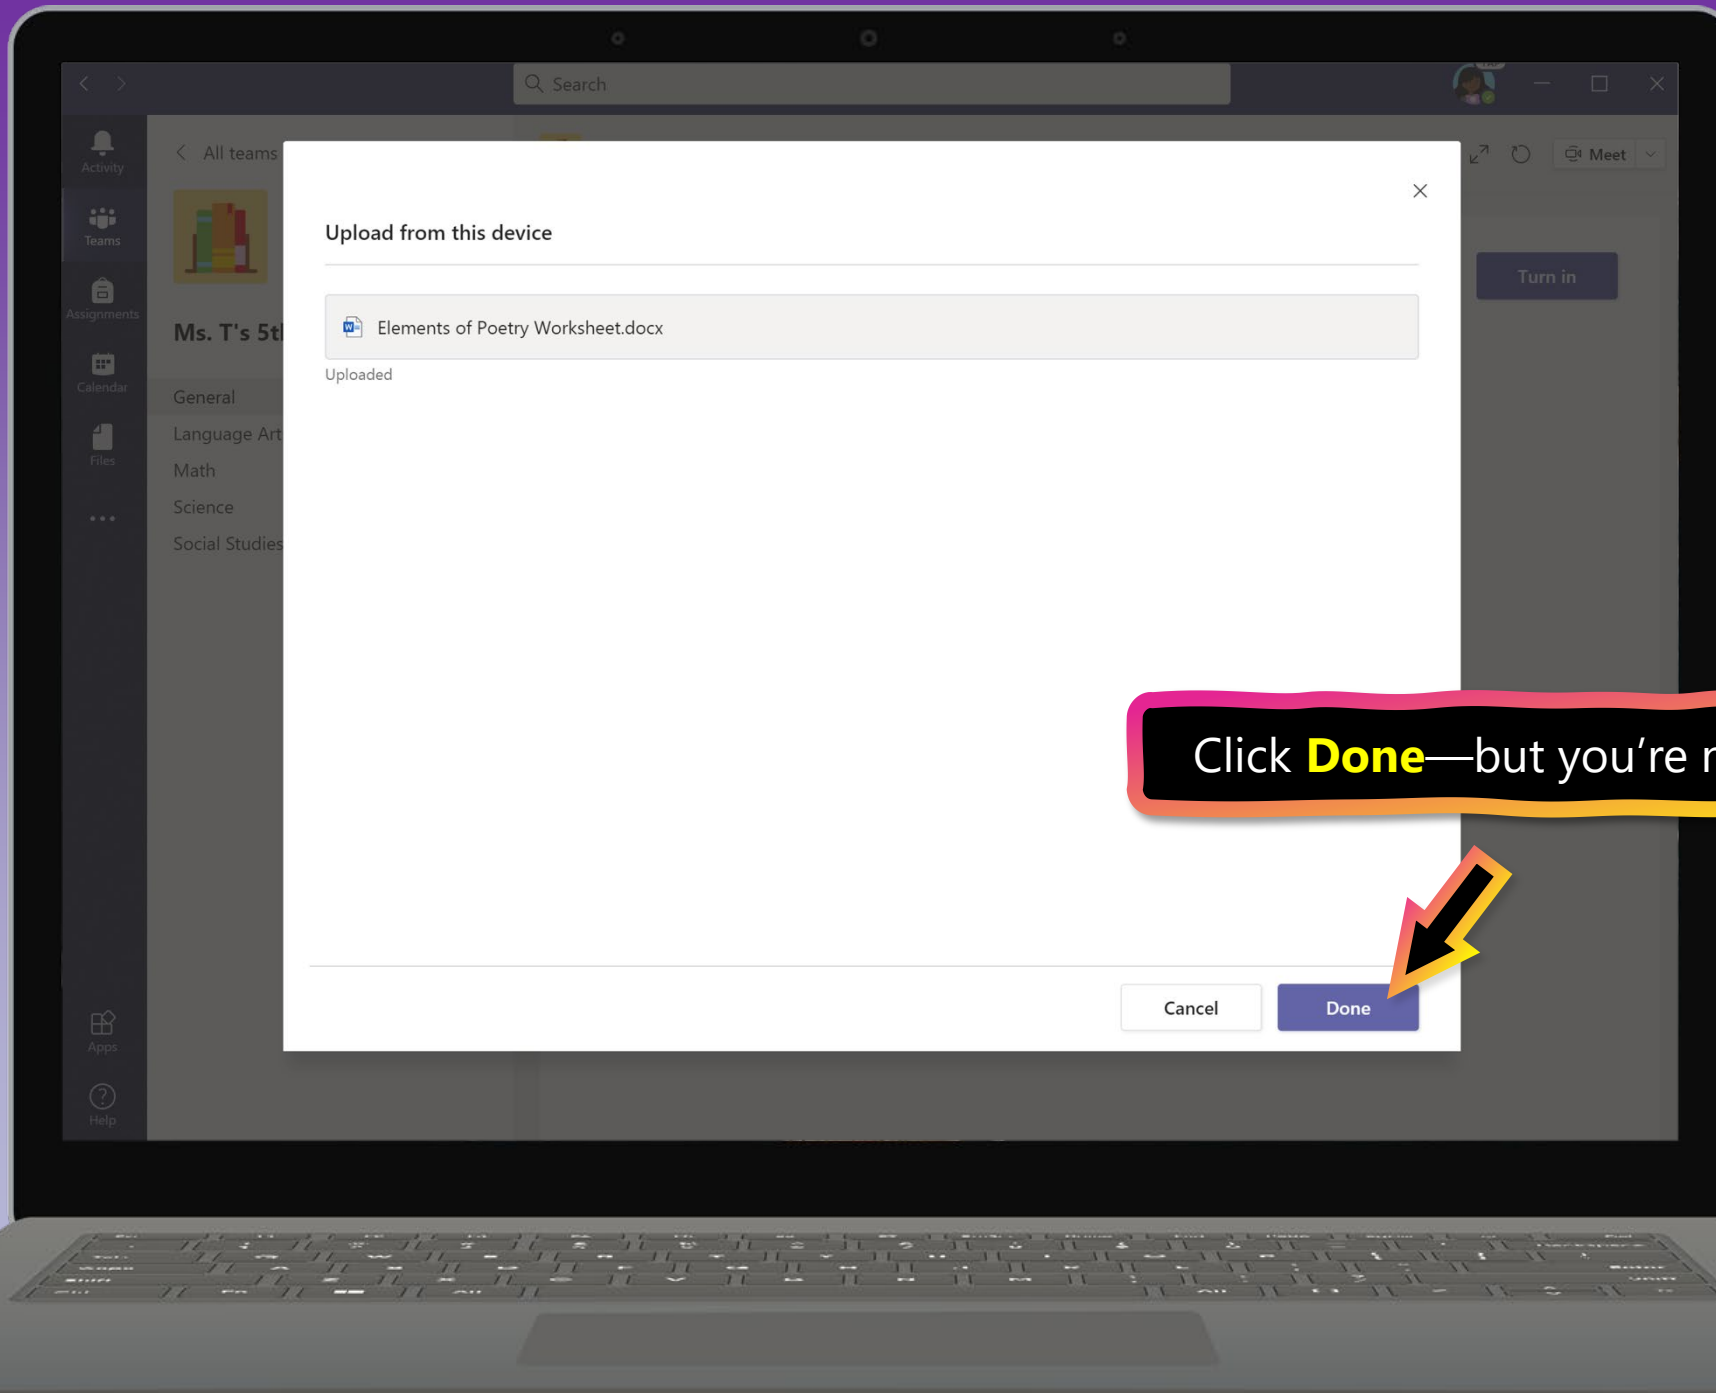 Search
Activity
All teams
Meet
Teams
Upload from this device
Turn in
Assignments
Elements of Poetry Worksheet.docx
Ms. T's 5t
Uploaded
Calendar
General
Language Art
Files
Math
Science
Social Studies
Click Done—but you're
Cancel
Done
Apps
Help